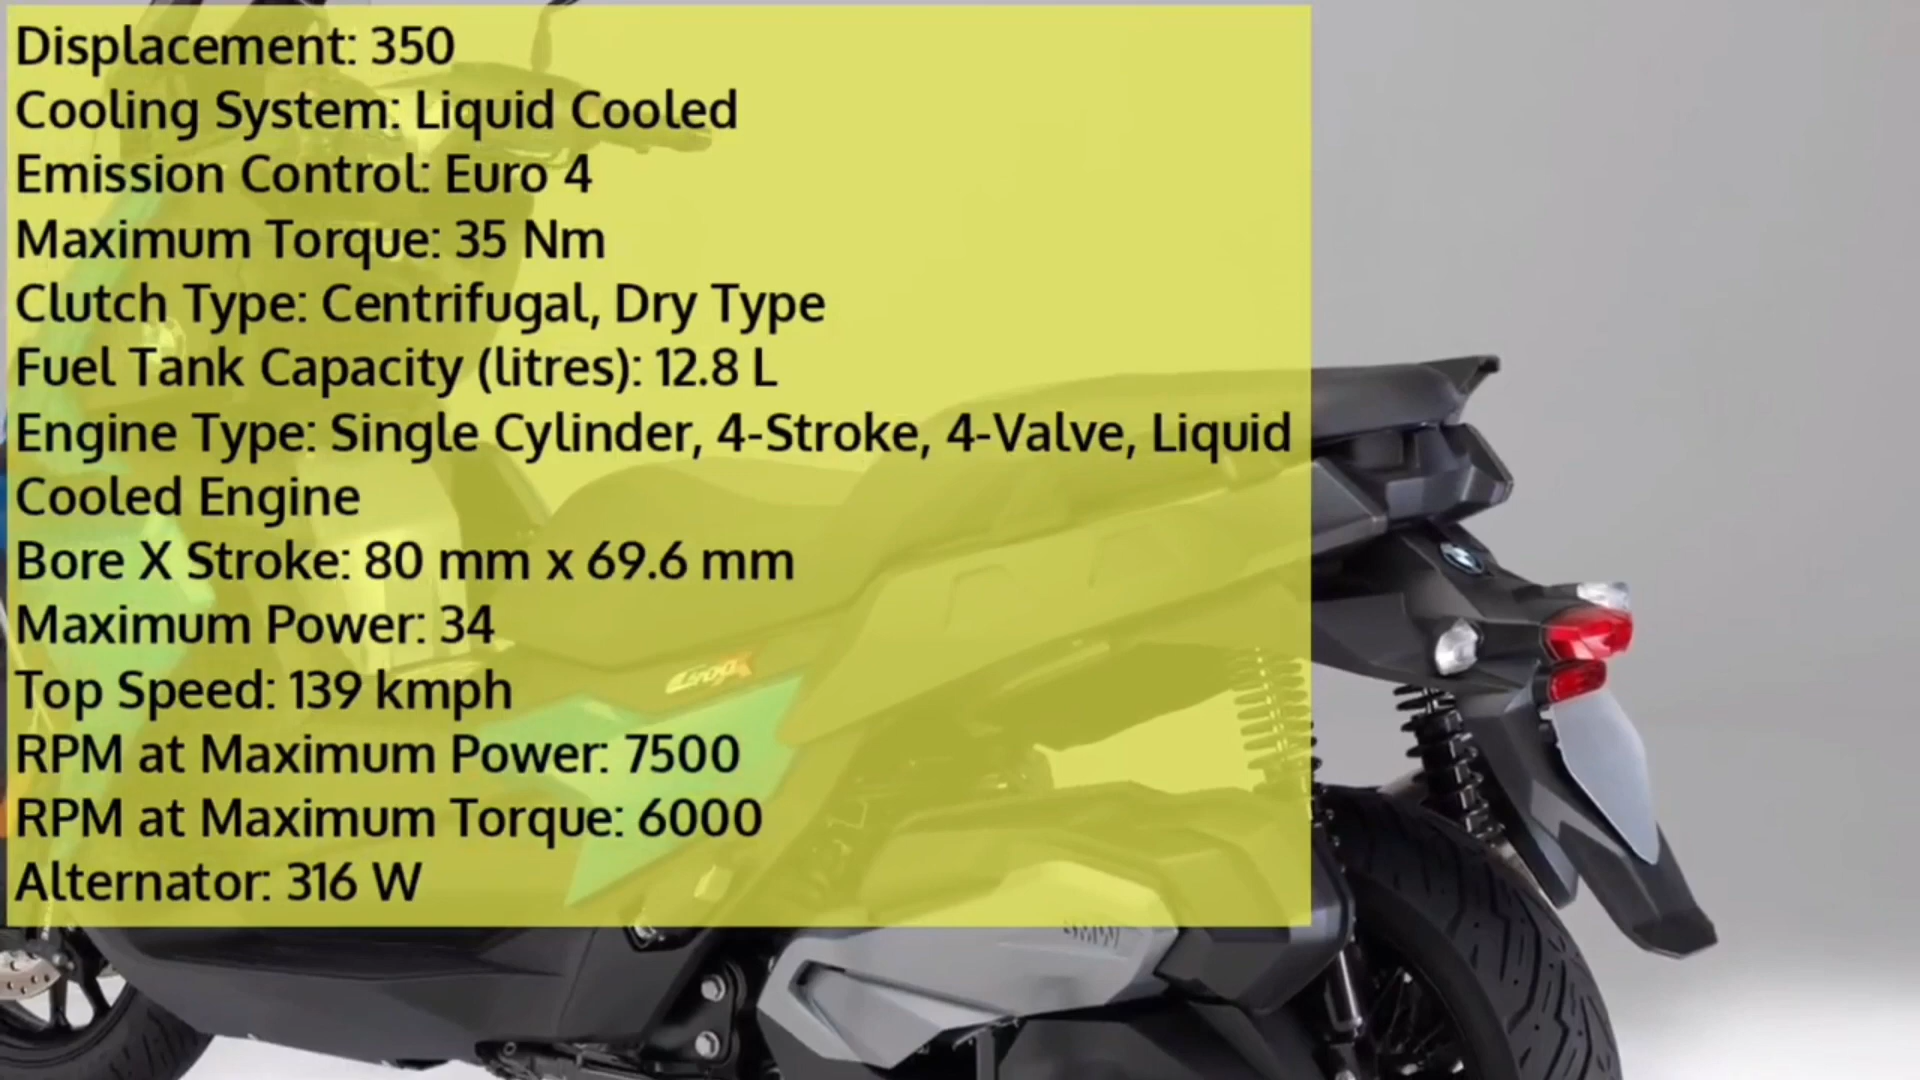 Displacement: 350
Cooling System: Liquid Cooled
Emission Control: Euro 4
Maximum Torque: 35 Nm
Clutch Type: Centrifugal, Dry Type
Fuel Tank Capacity (litres): 12.8 L
Engine Type: Single Cylinder, 4-Stroke, 4-Valve, Liquid
Cooled Engine
Bore X Stroke: 80 mm x 69.6 mm
Maximum Power: 34
Top Speed: 139 kmph
C400X
RPM at Maximum Power: 7500
RPM at Maximum Torque: 6000
Alternator: 316 W
BMW